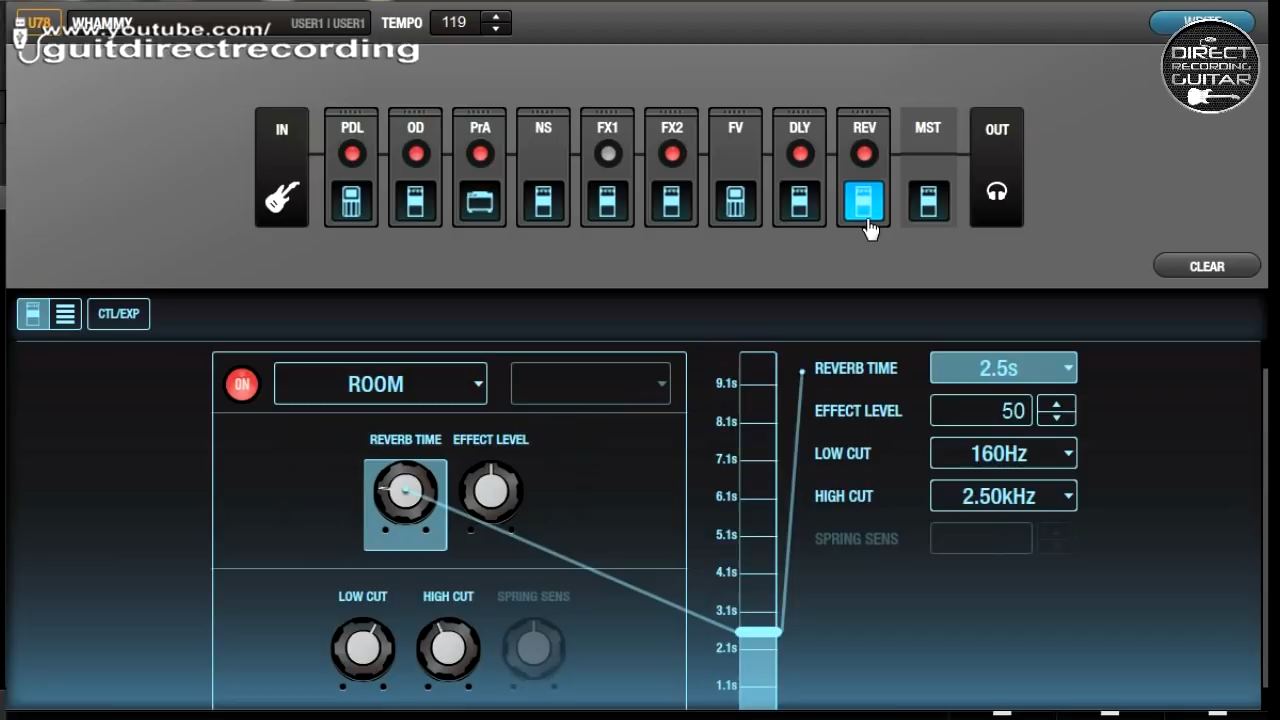 U78 WHAMMY USER1 | USER1 TEMPO 119 WRITE
www.youtube.com/
guitdirectrecording
DIRECT
RECORDING
GUITAR
IN PDL OD PrA NS FX1 FX2 FV DLY REV MST OUT
CLEAR
CTL/EXP
ON ROOM
REVERB TIME EFFECT LEVEL
LOW CUT HIGH CUT SPRING SENS
9.1s
8.1s
7.1s
6.1s
5.1s
4.1s
3.1s
2.1s
1.1s
REVERB TIME 2.5s
EFFECT LEVEL 50
LOW CUT 160Hz
HIGH CUT 2.50kHz
SPRING SENS